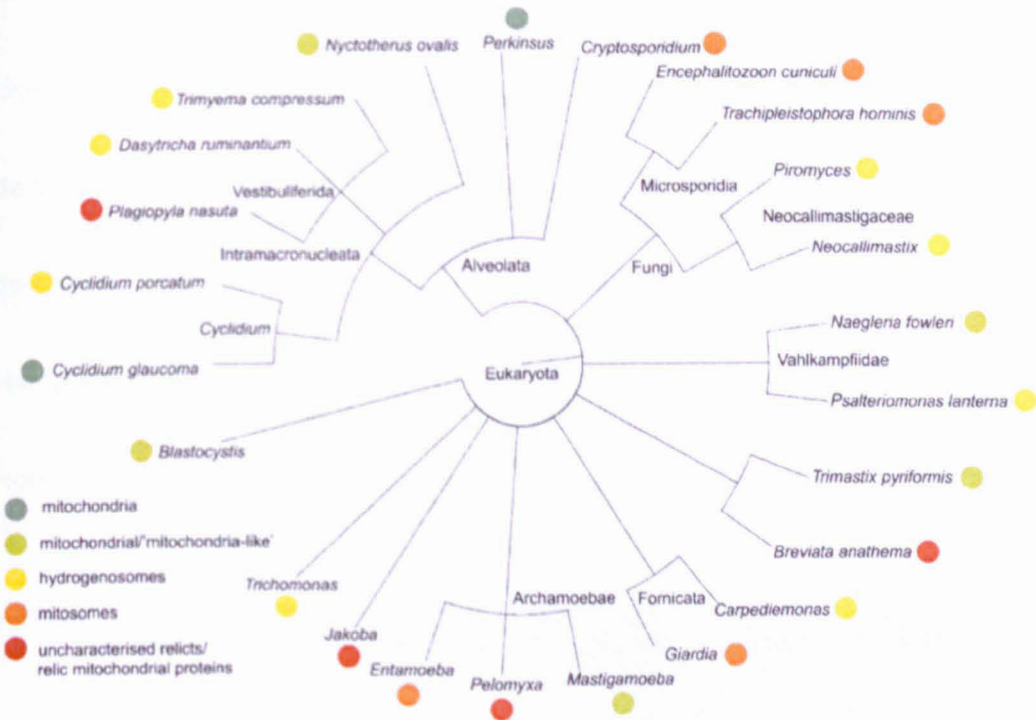 Perkinsus
Nyctotherus ovalis
Cryptosporidium
Encephalitozoon cuniculi
Trimyema compressum
Trachipleistophora hominis
Dasytricha ruminantium
Piromyces
Microsporidia
Vestibuliferida
Plagiopyla nasuta
Neocallimastigaceae
Neocallimastix
Intramacronucleata
Alveolata
Fungi
Cyclidium porcatum
Cyclidium
Naegleria fowleri
Vahlkampfiidae
Cyclidium glaucoma
Eukaryota
Psalteriomonas lanterna
Blastocystis
Trimastix pyriformis
mitochondria
mitochondrial/'mitochondria-like'
Breviata anathema
hydrogenosomes
Trichomonas
Archamoebae
Fornicata
Carpediemonas
mitosomes
Jakoba
uncharacterised relicts/
relic mitochondrial proteins
Entamoeba
Giardia
Pelomyxa
Mastigamoeba